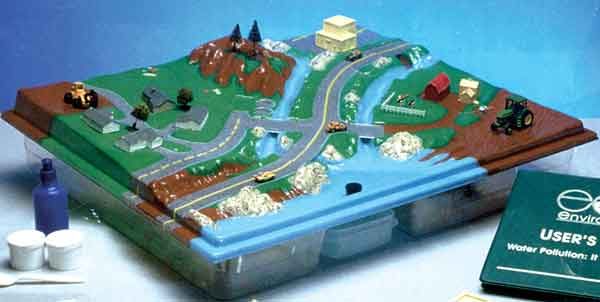 enviro
USER'S
Water Pollution: It